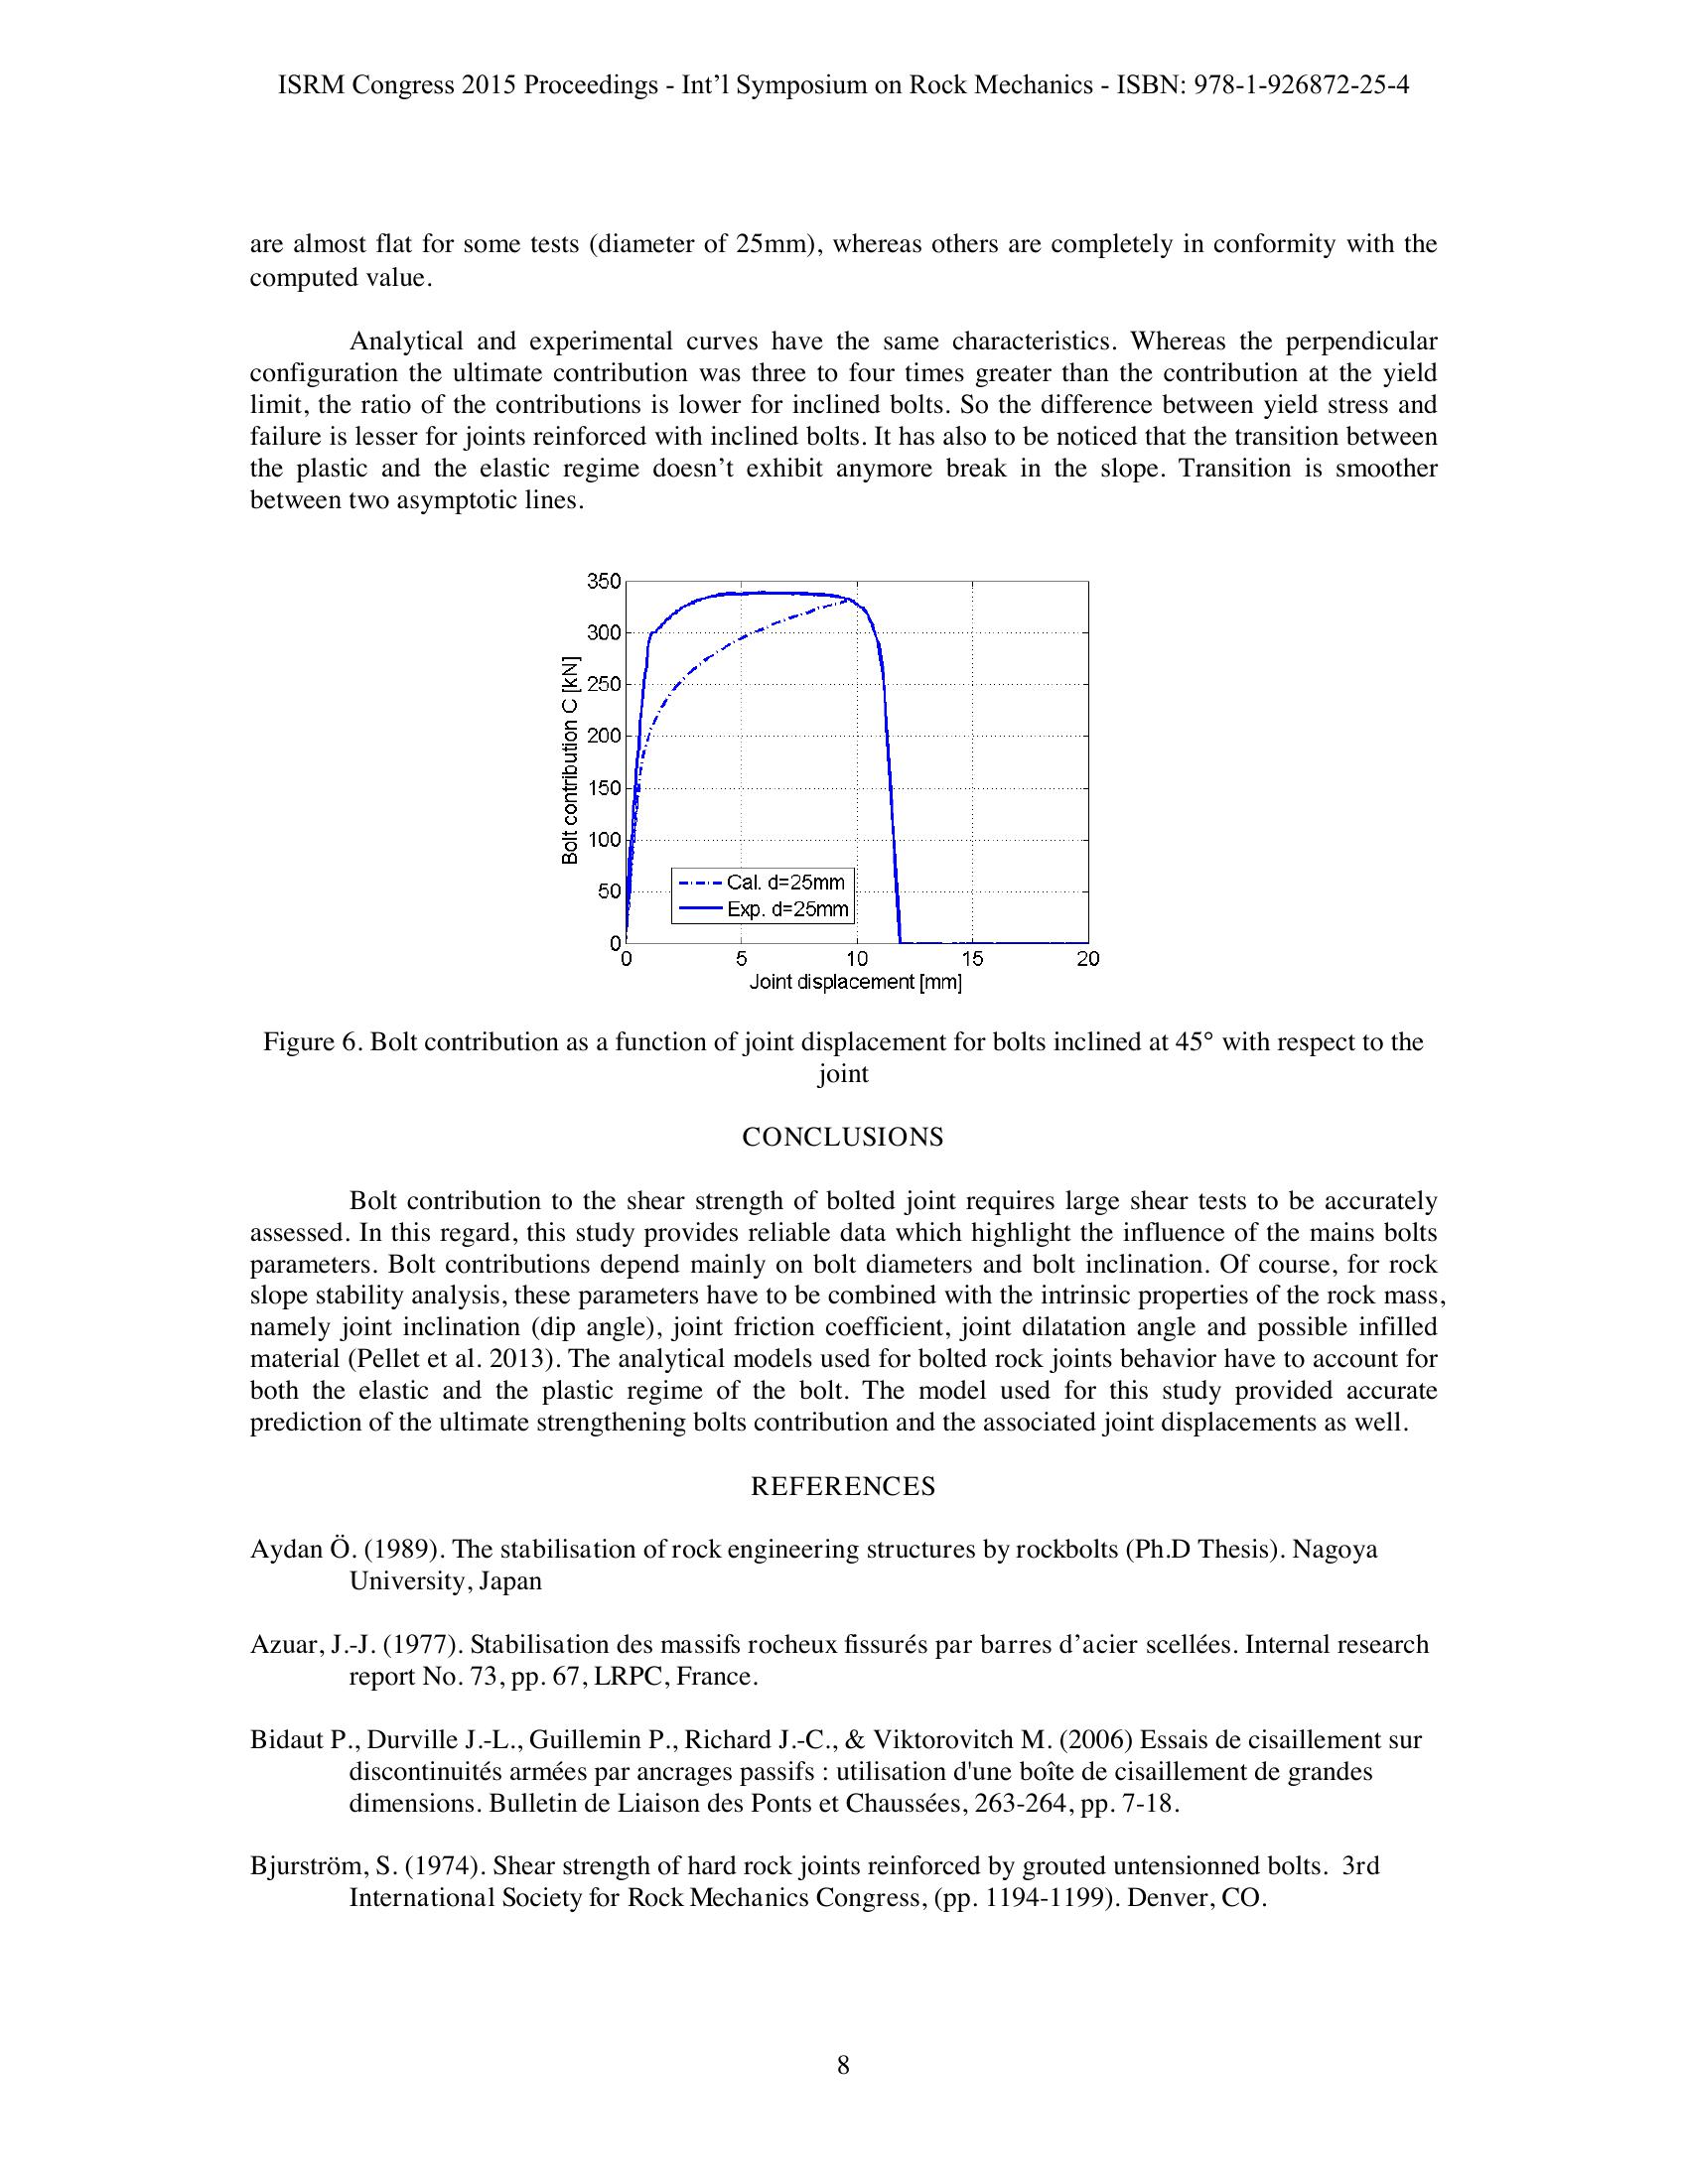 ISRM Congress 2015 Proceedings - Int’l Symposium on Rock Mechanics - ISBN: 978-1-926872-25-4
are almost flat for some tests (diameter of 25mm), whereas others are completely in conformity with the
computed value.
Analytical and experimental curves have the same characteristics. Whereas the perpendicular
configuration the ultimate contribution was three to four times greater than the contribution at the yield
limit, the ratio of the contributions is lower for inclined bolts. So the difference between yield stress and
failure is lesser for joints reinforced with inclined bolts. It has also to be noticed that the transition between
the plastic and the elastic regime doesn’t exhibit anymore break in the slope. Transition is smoother
between two asymptotic lines.
350
300
250
200
150
100
50
0
Bolt contribution C [kN]
Cal. d=25mm
Exp. d=25mm
0 5 10 15 20
Joint displacement [mm]
Figure 6. Bolt contribution as a function of joint displacement for bolts inclined at 45° with respect to the
joint
CONCLUSIONS
Bolt contribution to the shear strength of bolted joint requires large shear tests to be accurately
assessed. In this regard, this study provides reliable data which highlight the influence of the mains bolts
parameters. Bolt contributions depend mainly on bolt diameters and bolt inclination. Of course, for rock
slope stability analysis, these parameters have to be combined with the intrinsic properties of the rock mass,
namely joint inclination (dip angle), joint friction coefficient, joint dilatation angle and possible infilled
material (Pellet et al. 2013). The analytical models used for bolted rock joints behavior have to account for
both the elastic and the plastic regime of the bolt. The model used for this study provided accurate
prediction of the ultimate strengthening bolts contribution and the associated joint displacements as well.
REFERENCES
Aydan Ö. (1989). The stabilisation of rock engineering structures by rockbolts (Ph.D Thesis). Nagoya
University, Japan
Azuar, J.-J. (1977). Stabilisation des massifs rocheux fissurés par barres d’acier scellées. Internal research
report No. 73, pp. 67, LRPC, France.
Bidaut P., Durville J.-L., Guillemin P., Richard J.-C., & Viktorovitch M. (2006) Essais de cisaillement sur
discontinuités armées par ancrages passifs : utilisation d'une boîte de cisaillement de grandes
dimensions. Bulletin de Liaison des Ponts et Chaussées, 263-264, pp. 7-18.
Bjurström, S. (1974). Shear strength of hard rock joints reinforced by grouted untensionned bolts. 3rd
International Society for Rock Mechanics Congress, (pp. 1194-1199). Denver, CO.
8